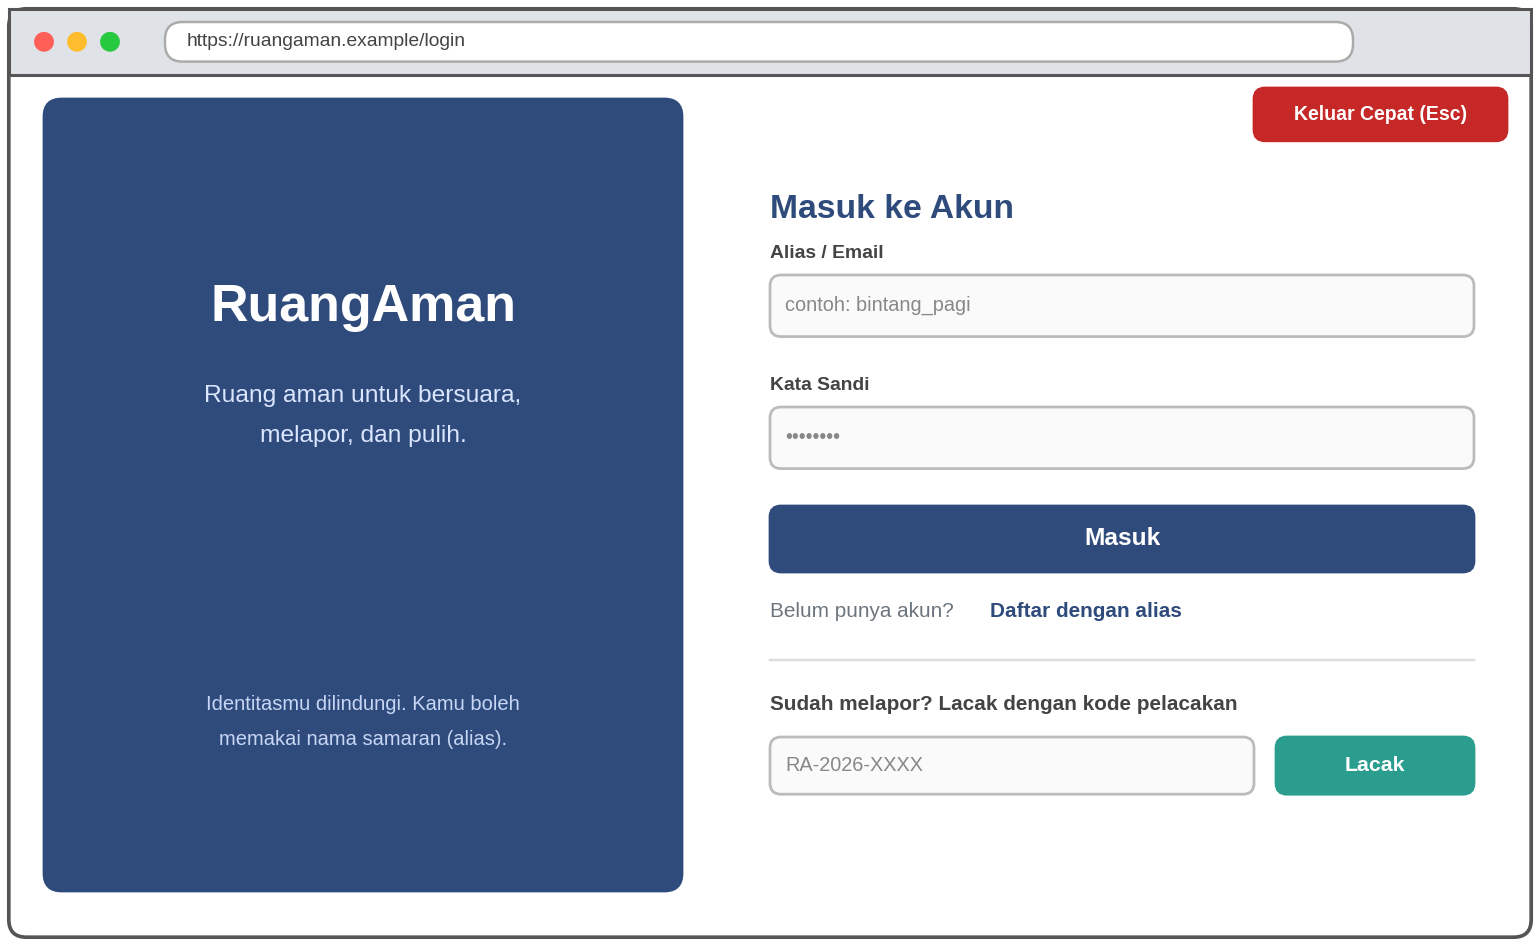 https://ruangaman.example/login
Keluar Cepat (Esc)
RuangAman
Ruang aman untuk bersuara,
melapor, dan pulih.
Identitasmu dilindungi. Kamu boleh
memakai nama samaran (alias).
Masuk ke Akun
Alias / Email
contoh: bintang_pagi
Kata Sandi
••••••••
Masuk
Belum punya akun? Daftar dengan alias
Sudah melapor? Lacak dengan kode pelacakan
RA-2026-XXXX
Lacak